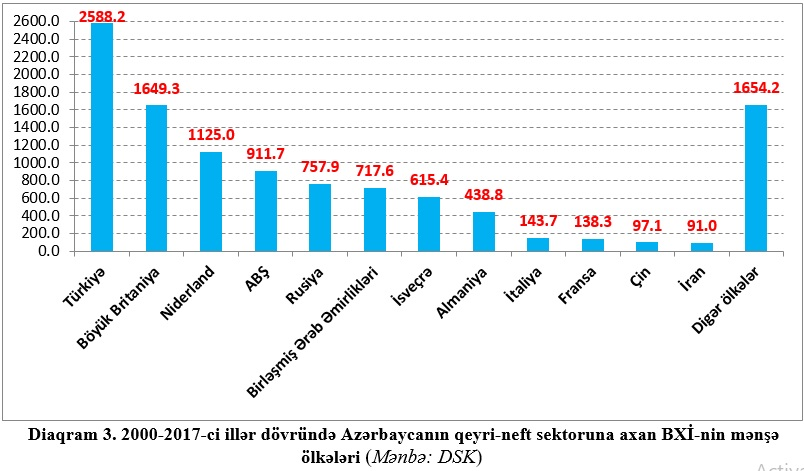 2600.0
2400.0
2200.0
2000.0
1800.0
1600.0
1400.0
1200.0
1000.0
800.0
600.0
400.0
200.0
0.0
2588.2
1649.3
1125.0
911.7
757.9
717.6
615.4
438.8
143.7
138.3
97.1
91.0
1654.2
Türkiyə
Böyük Britaniya
Niderland
ABŞ
Rusiya
Birləşmiş Ərəb Əmirlikləri
İsveçrə
Almaniya
İtaliya
Fransa
Çin
İran
Digər ölkələr
Diaqram 3. 2000-2017-ci illər dövründə Azərbaycanın qeyri-neft sektoruna axan BXİ-nin mənşə
ölkələri (Mənbə: DSK)